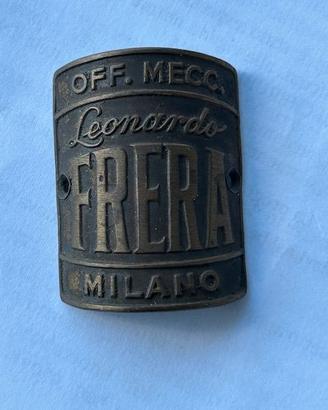 OFF. MECC.
Leonardo
FRERA
MILANO